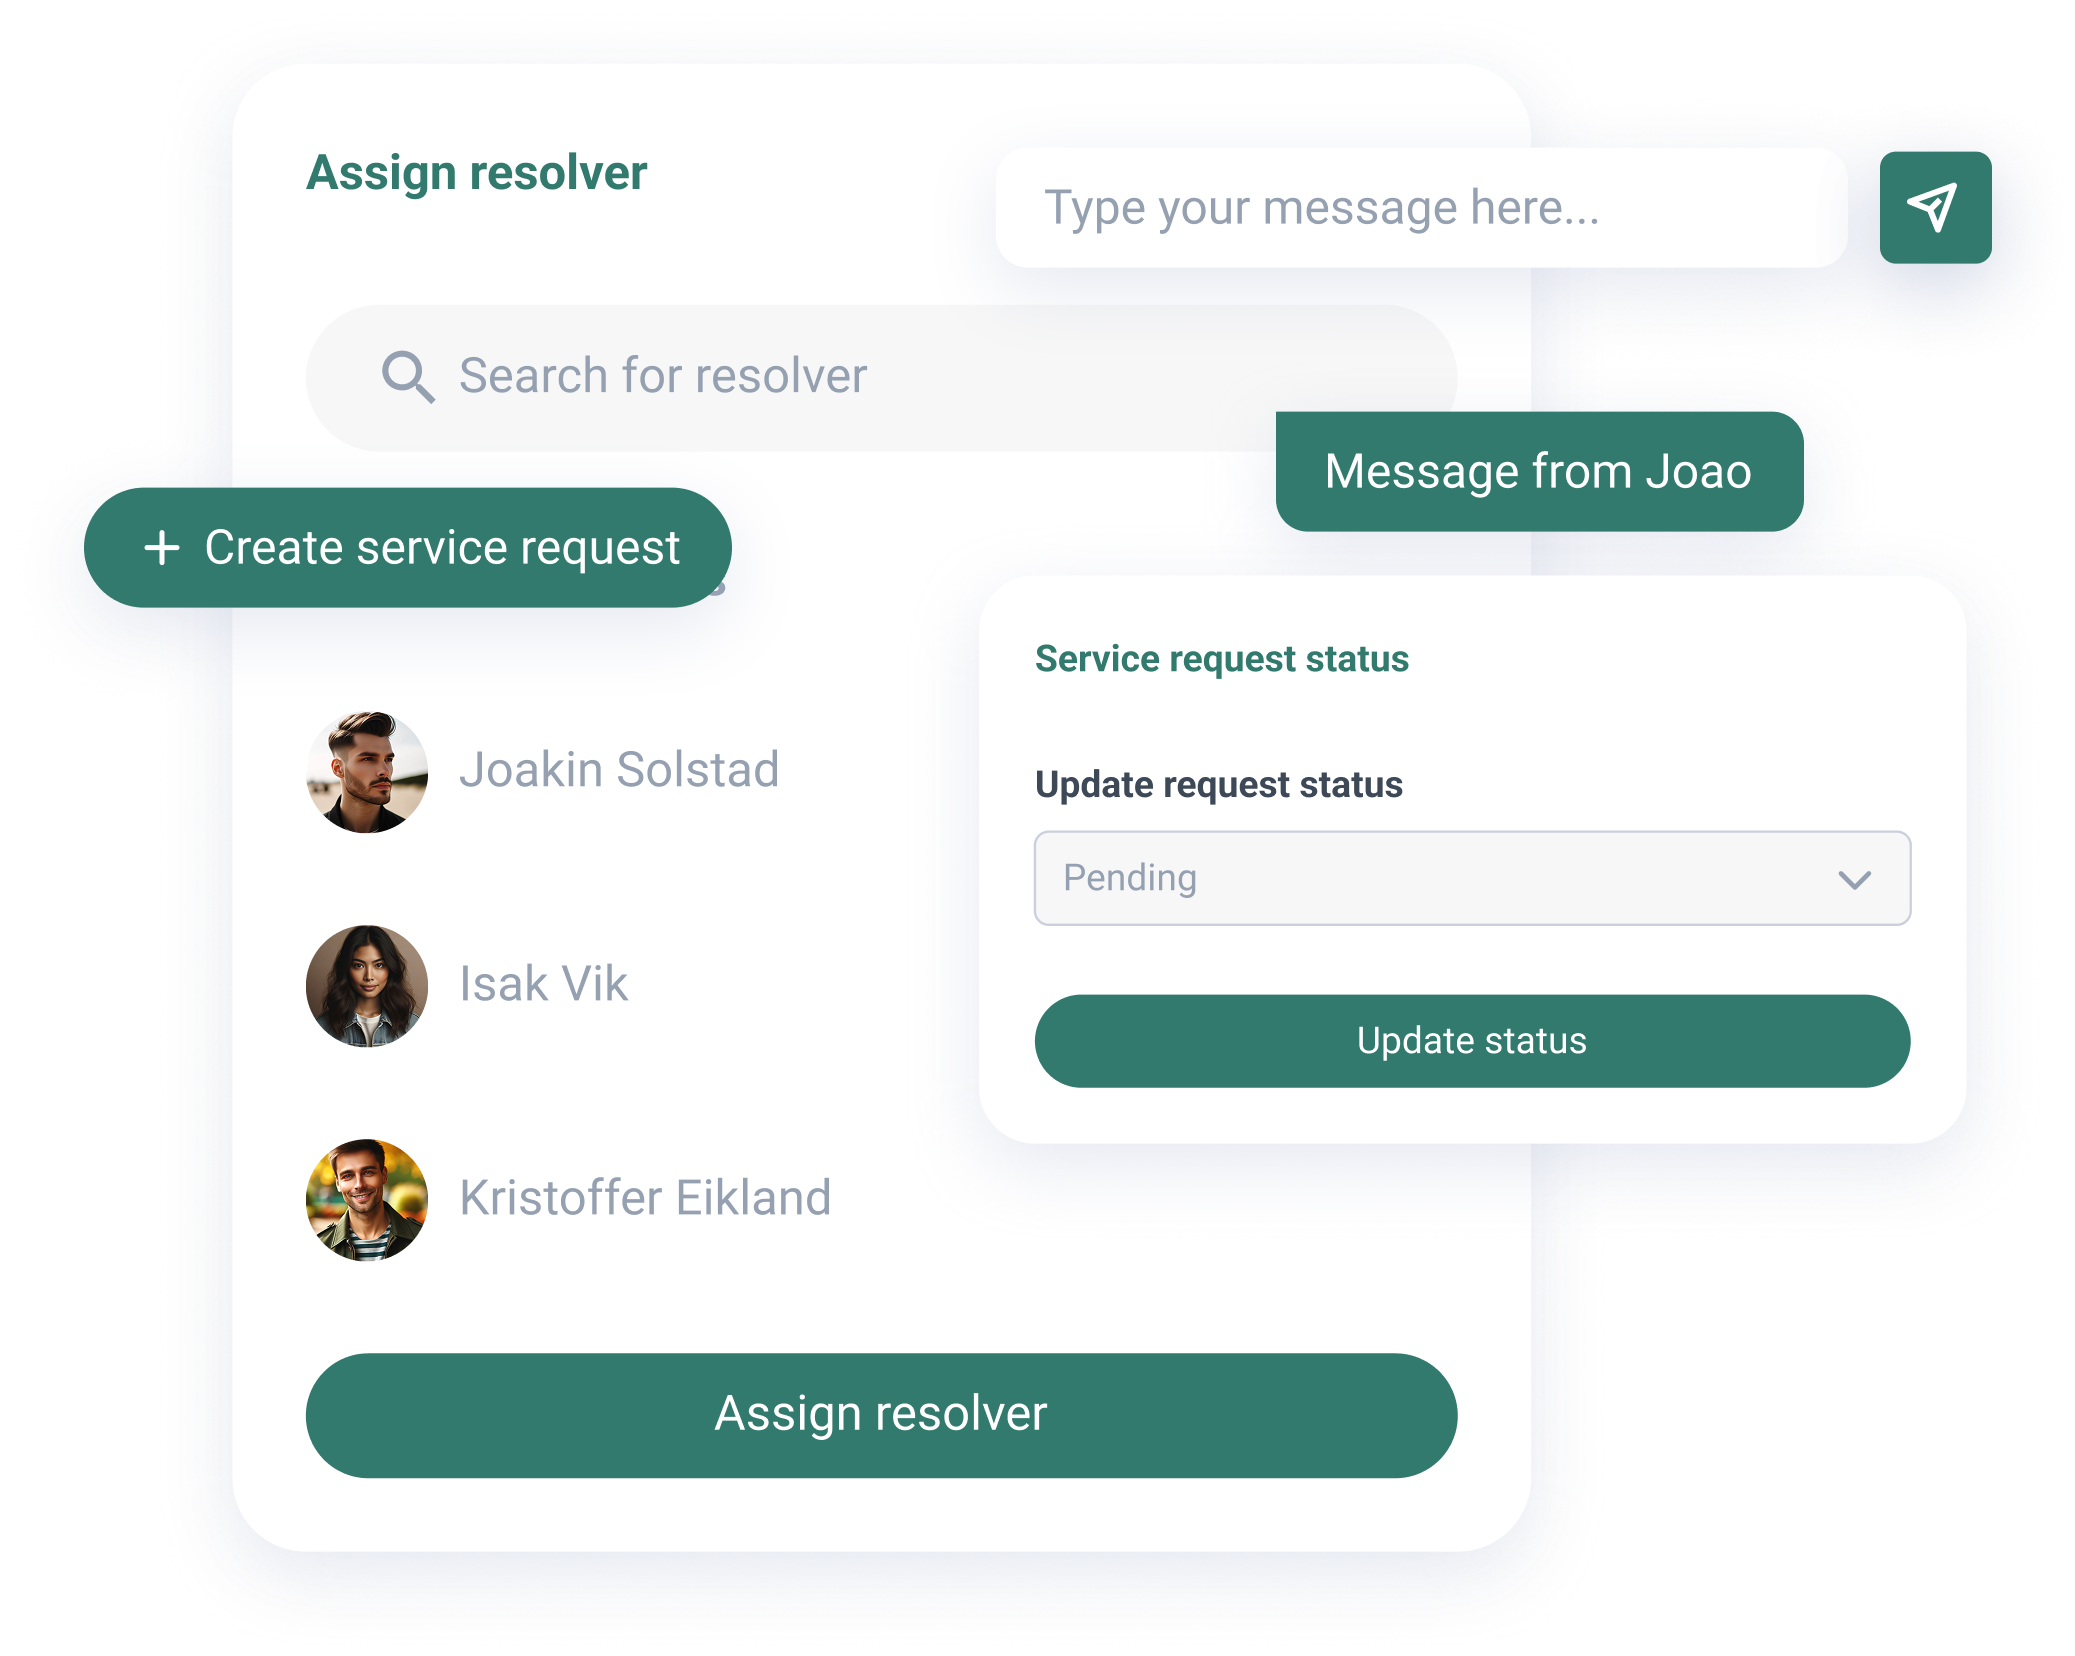 Assign resolver
Type your message here...
Search for resolver
Message from Joao
Create service request
Service request status
Joakin Solstad
Update request status
Pending
Isak Vik
Update status
Kristoffer Eikland
Assign resolver